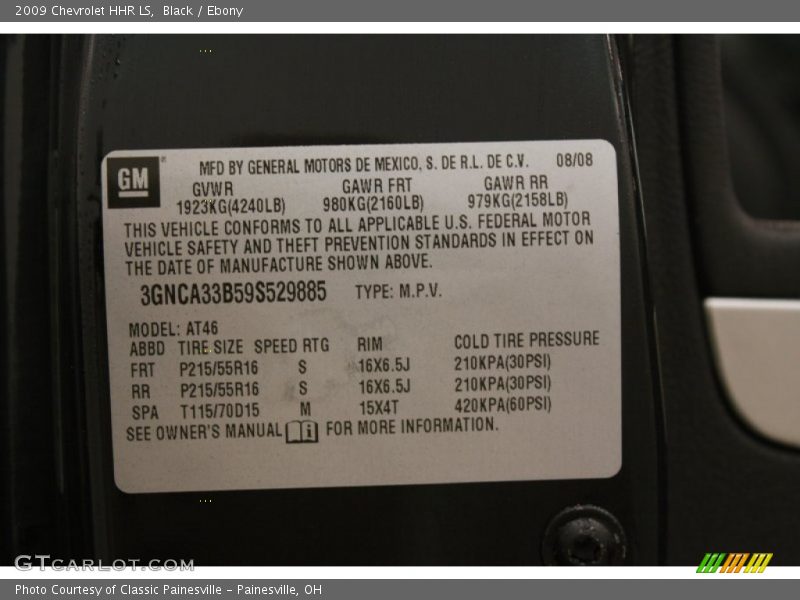 2009 Chevrolet HHR LS, Black / Ebony
GM
MFD BY GENERAL MOTORS DE MEXICO, S. DE R.L. DE C.V. 08/08
GVWR GAWR FRT GAWR RR
1923KG(4240LB) 980KG(2160LB) 979KG(2158LB)
THIS VEHICLE CONFORMS TO ALL APPLICABLE U.S. FEDERAL MOTOR
VEHICLE SAFETY AND THEFT PREVENTION STANDARDS IN EFFECT ON
THE DATE OF MANUFACTURE SHOWN ABOVE.
3GNCA33B59S529885 TYPE: M.P.V.
MODEL: AT46
ABBD TIRE SIZE SPEED RTG RIM COLD TIRE PRESSURE
FRT P215/55R16 S 16X6.5J 210KPA(30PSI)
RR P215/55R16 S 16X6.5J 210KPA(30PSI)
SPA T115/70D15 M 15X4T 420KPA(60PSI)
SEE OWNER'S MANUAL i FOR MORE INFORMATION.
GTCARLOT.COM
Photo Courtesy of Classic Painesville - Painesville, OH